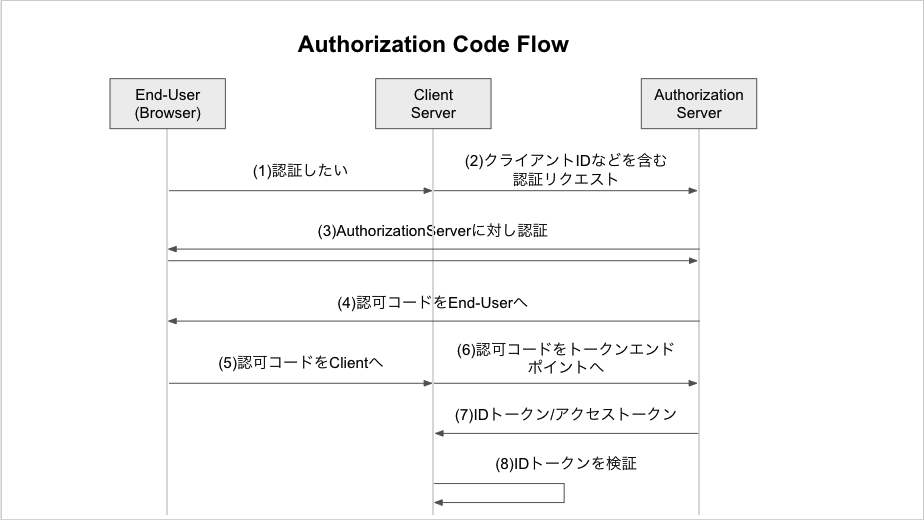 Authorization Code Flow
End-User
(Browser)
Client
Server
Authorization
Server
(1)認証したい
(2)クライアントIDなどを含む
認証リクエスト
(3)AuthorizationServerに対し認証
(4)認可コードをEnd-Userへ
(5)認可コードをClientへ
(6)認可コードをトークンエンド
ポイントへ
(7)IDトークン/アクセストークン
(8)IDトークンを検証